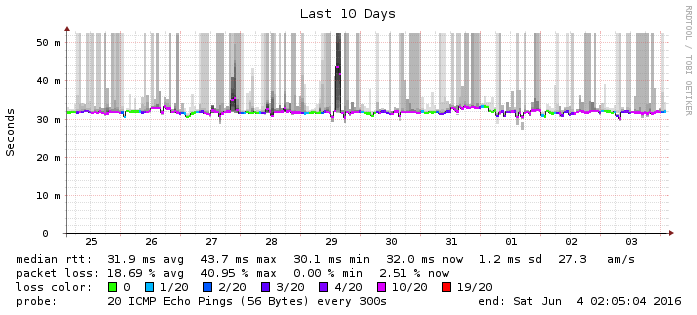 Last 10 Days
RRDTOOL / TOBI OETIKER
Seconds
50 m
40 m
30 m
20 m
10 m
0
25 26 27 28 29 30 31 01 02 03
median rtt: 31.9 ms avg 43.7 ms max 30.1 ms min 32.0 ms now 1.2 ms sd 27.3 am/s
packet loss: 18.69 % avg 40.95 % max 0.00 % min 2.51 % now
loss color: 0 1/20 2/20 3/20 4/20 10/20 19/20
probe: 20 ICMP Echo Pings (56 Bytes) every 300s end: Sat Jun 4 02:05:04 2016